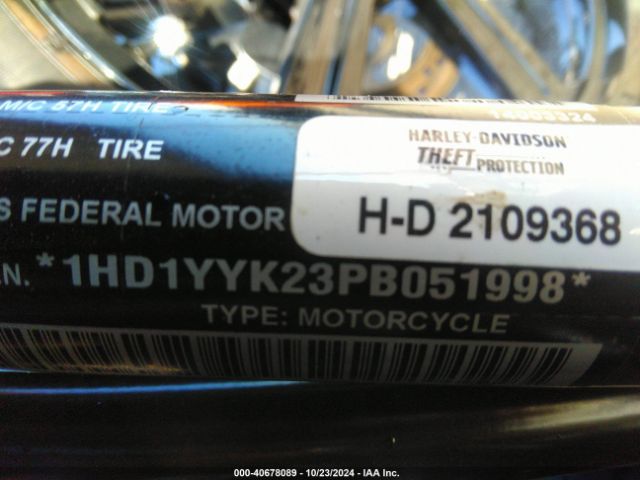 M/C 57H TIRE
C 77H TIRE
HARLEY-DAVIDSON
THEFT PROTECTION
S FEDERAL MOTOR
H-D 2109368
EN. *1HD1YYK23PB051998*
TYPE: MOTORCYCLE
000-40678089 - 10/23/2024 - IAA Inc.